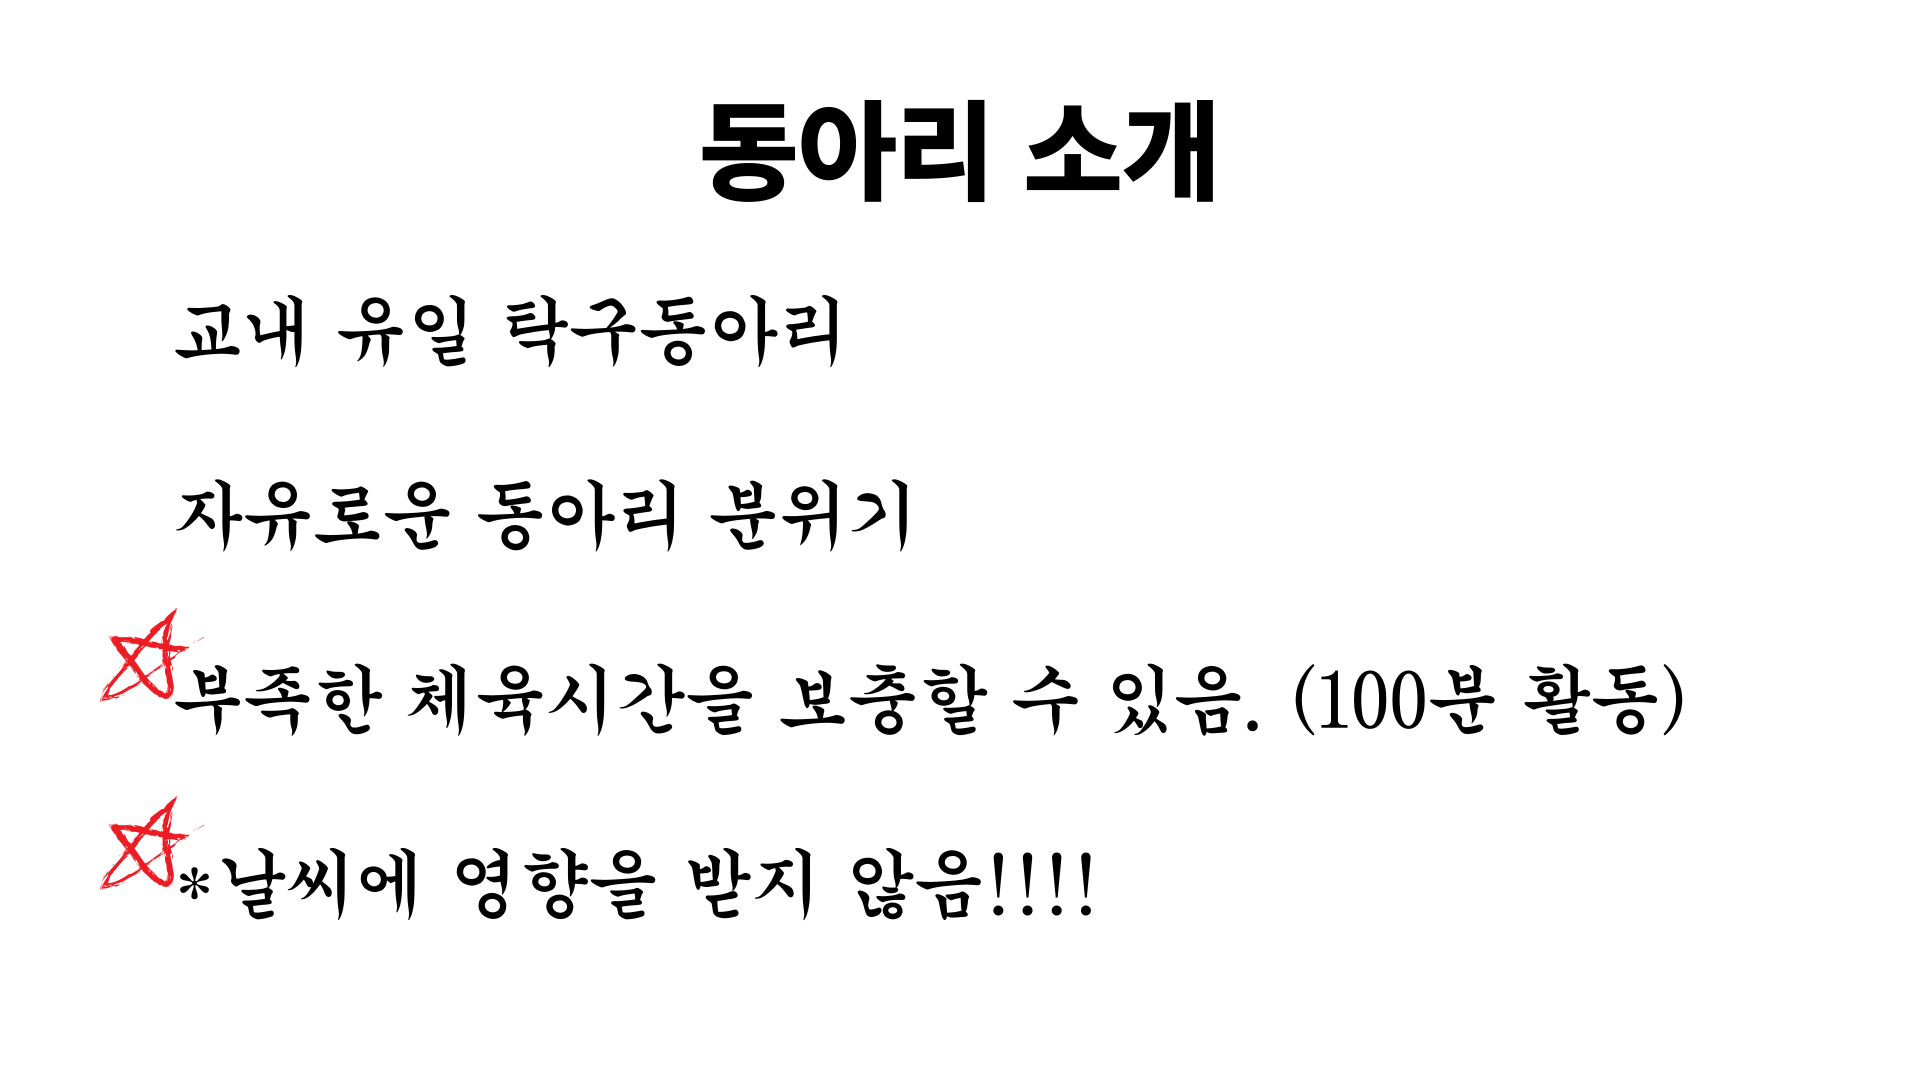 동아리 소개
교내 유일 탁구동아리
자유로운 동아리 분위기
부족한 체육시간을 보충할 수 있음. (100분 활동)
*날씨에 영향을 받지 않음!!!!